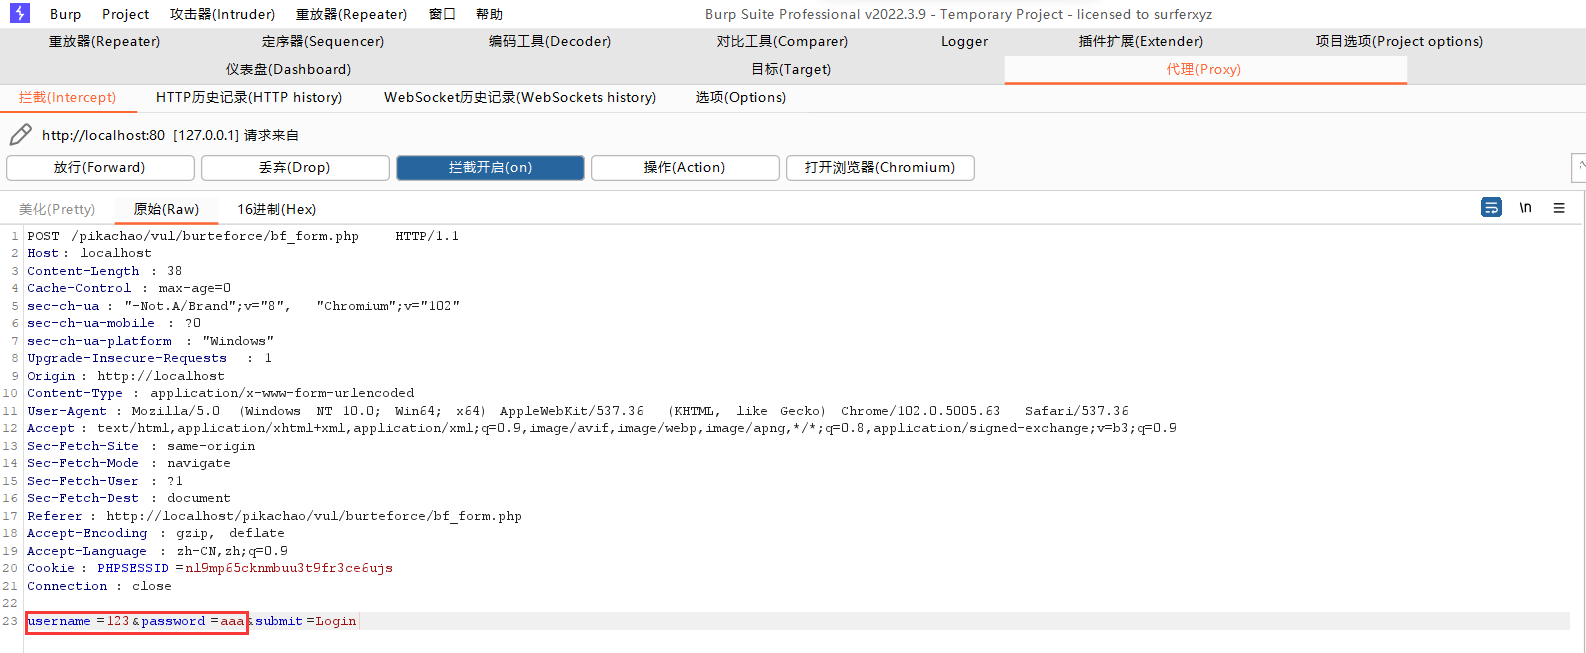 Burp Project 攻击器(Intruder) 重放器(Repeater) 窗口 帮助 Burp Suite Professional v2022.3.9 - Temporary Project - licensed to surferxyz
重放器(Repeater) 定序器(Sequencer) 编码工具(Decoder) 对比工具(Comparer) Logger 插件扩展(Extender) 项目选项(Project options)
仪表盘(Dashboard) 目标(Target) 代理(Proxy)
拦截(Intercept) HTTP历史记录(HTTP history) WebSocket历史记录(WebSockets history) 选项(Options)
http://localhost:80 [127.0.0.1] 请求来自
放行(Forward) 丢弃(Drop) 拦截开启(on) 操作(Action) 打开浏览器(Chromium)
美化(Pretty) 原始(Raw) 16进制(Hex) \n
1 POST /pikachao/vul/burteforce/bf_form.php HTTP/1.1
2 Host : localhost
3 Content-Length : 38
4 Cache-Control : max-age=0
5 sec-ch-ua : "-Not.A/Brand";v="8", "Chromium";v="102"
6 sec-ch-ua-mobile : ?0
7 sec-ch-ua-platform : "Windows"
8 Upgrade-Insecure-Requests : 1
9 Origin : http://localhost
10 Content-Type : application/x-www-form-urlencoded
11 User-Agent : Mozilla/5.0 (Windows NT 10.0; Win64; x64) AppleWebKit/537.36 (KHTML, like Gecko) Chrome/102.0.5005.63 Safari/537.36
12 Accept : text/html,application/xhtml+xml,application/xml;q=0.9,image/avif,image/webp,image/apng,*/*;q=0.8,application/signed-exchange;v=b3;q=0.9
13 Sec-Fetch-Site : same-origin
14 Sec-Fetch-Mode : navigate
15 Sec-Fetch-User : ?1
16 Sec-Fetch-Dest : document
17 Referer : http://localhost/pikachao/vul/burteforce/bf_form.php
18 Accept-Encoding : gzip, deflate
19 Accept-Language : zh-CN,zh;q=0.9
20 Cookie : PHPSESSID =nl9mp65cknmbuu3t9fr3ce6ujs
21 Connection : close
22
23 username =123&password =aaa&submit =Login